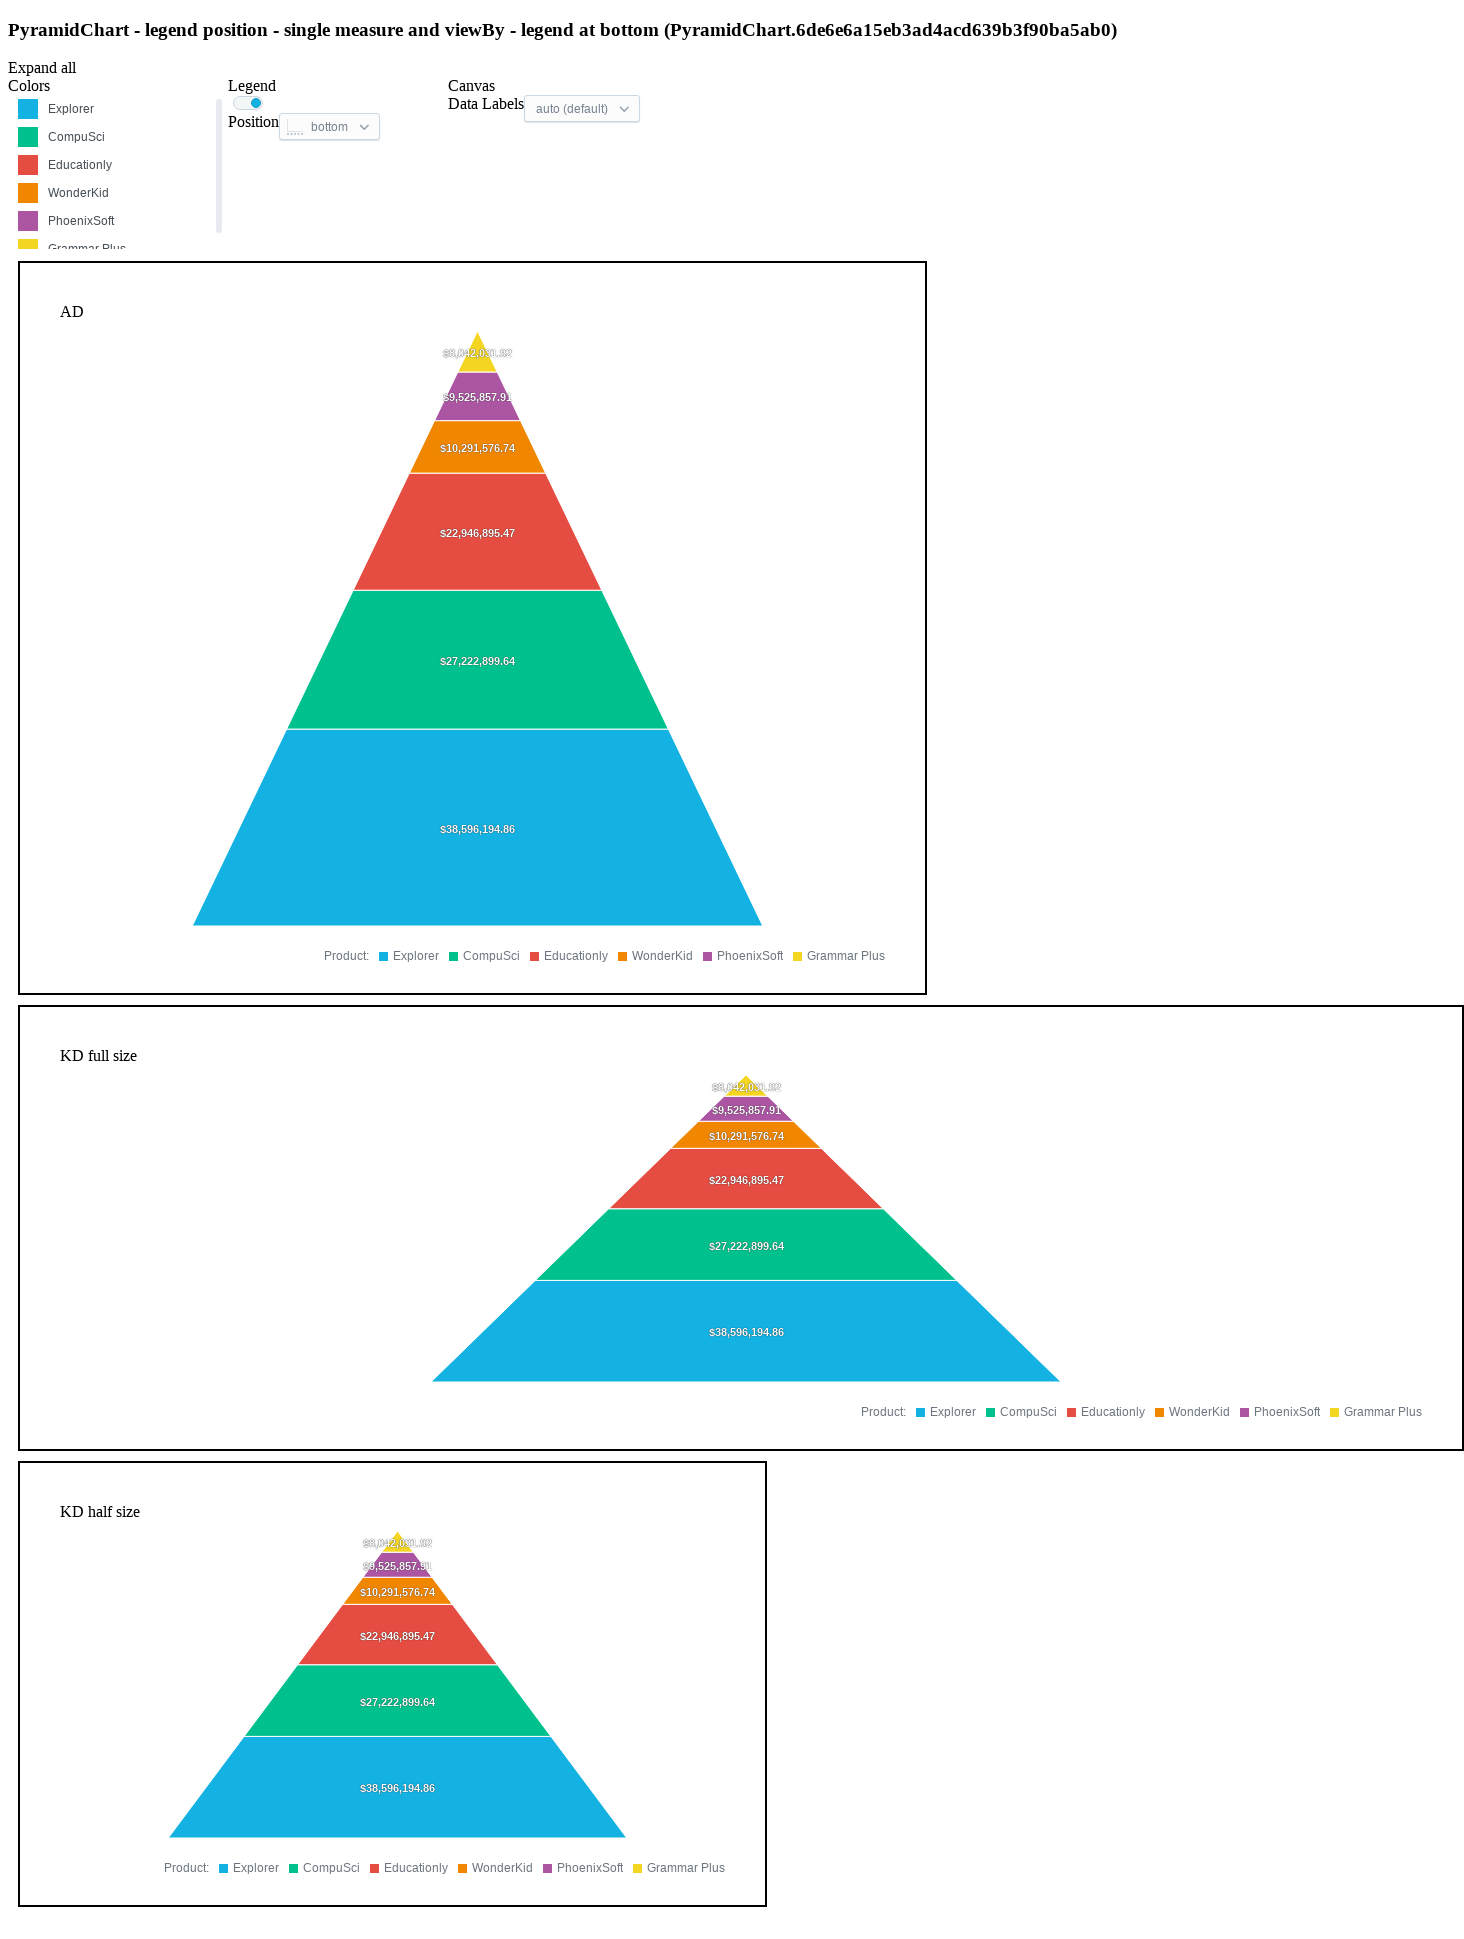 PyramidChart - legend position - single measure and viewBy - legend at bottom (PyramidChart.6de6e6a15eb3ad4acd639b3f90ba5ab0)
Expand all
Colors
Explorer
CompuSci
Educationly
WonderKid
PhoenixSoft
Grammar Plus
Legend
Position bottom
Canvas
Data Labels auto (default)
AD
$8,042,031.92
$9,525,857.91
$10,291,576.74
$22,946,895.47
$27,222,899.64
$38,596,194.86
Product: Explorer CompuSci Educationly WonderKid PhoenixSoft Grammar Plus
KD full size
$8,042,031.92
$9,525,857.91
$10,291,576.74
$22,946,895.47
$27,222,899.64
$38,596,194.86
Product: Explorer CompuSci Educationly WonderKid PhoenixSoft Grammar Plus
KD half size
$8,042,031.92
$9,525,857.91
$10,291,576.74
$22,946,895.47
$27,222,899.64
$38,596,194.86
Product: Explorer CompuSci Educationly WonderKid PhoenixSoft Grammar Plus